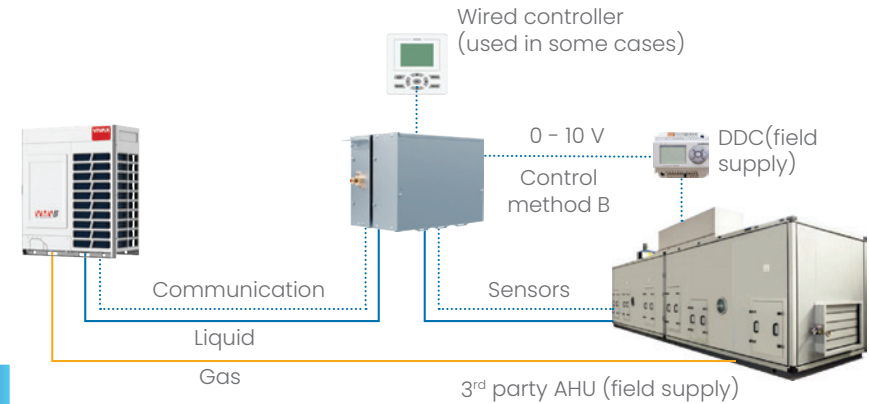 Wired controller
(used in some cases)
VIVAX
0 - 10 V
DDC(field
supply)
Control
method B
Communication
Sensors
Liquid
Gas
3rd party AHU (field supply)